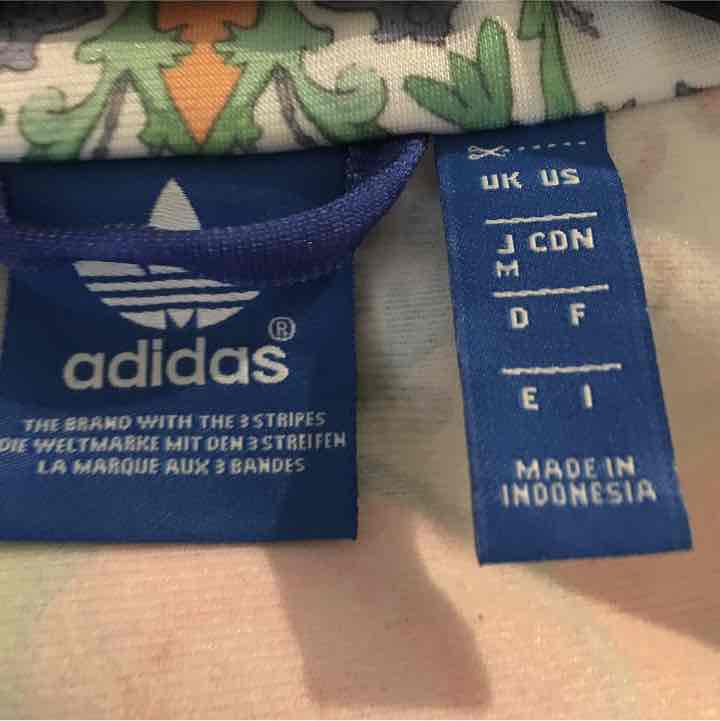 adidas®
THE BRAND WITH THE 3 STRIPES
DIE WELTMARKE MIT DEN 3 STREIFEN
LA MARQUE AUX 3 BANDES
UK US
J CDN
M
D F
E I
MADE IN
INDONESIA